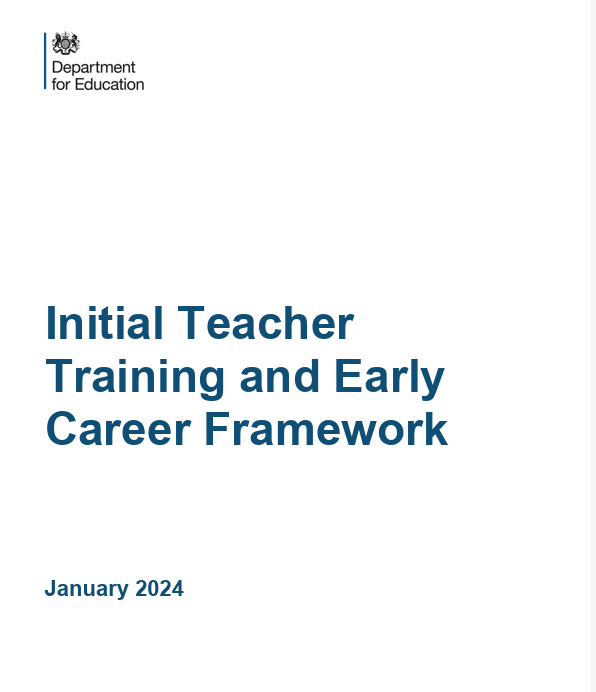 Department
for Education
Initial Teacher
Training and Early
Career Framework
January 2024